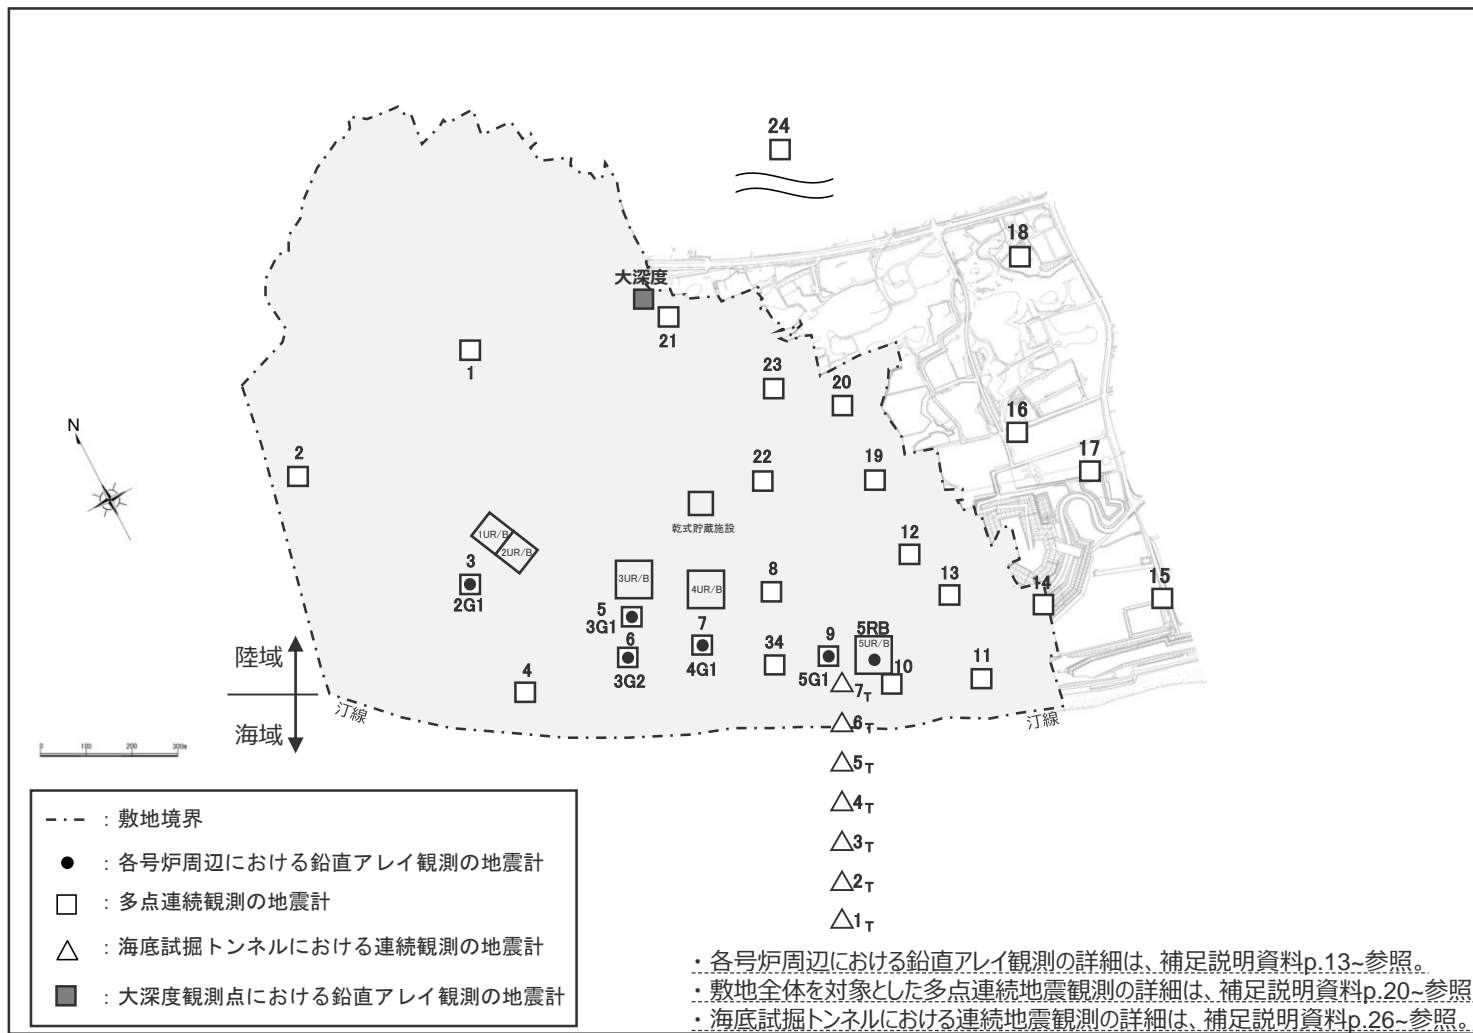 24
18
大深度
21
1
23
20
16
17
2
22
19
乾式貯蔵施設
1UR/B
2UR/B
12
3
2G1
3UR/B
4UR/B
8
13
14
15
5
3G1
6
3G2
7
4G1
34
9
5G1
5RB
5UR/B
10
11
4
7T
6T
5T
4T
3T
2T
1T
N
陸域
海域
汀線
汀線
0 100 200 300m
: 敷地境界
: 各号炉周辺における鉛直アレイ観測の地震計
: 多点連続観測の地震計
: 海底試掘トンネルにおける連続観測の地震計
: 大深度観測点における鉛直アレイ観測の地震計
・各号炉周辺における鉛直アレイ観測の詳細は、補足説明資料p.13~参照。
・敷地全体を対象とした多点連続地震観測の詳細は、補足説明資料p.20~参照
・海底試掘トンネルにおける連続地震観測の詳細は、補足説明資料p.26~参照。